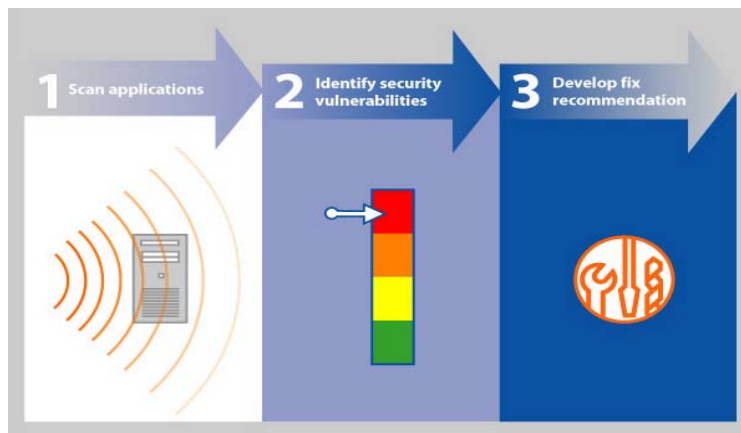 1 Scan applications
2 Identify security
vulnerabilities
3 Develop fix
recommendation